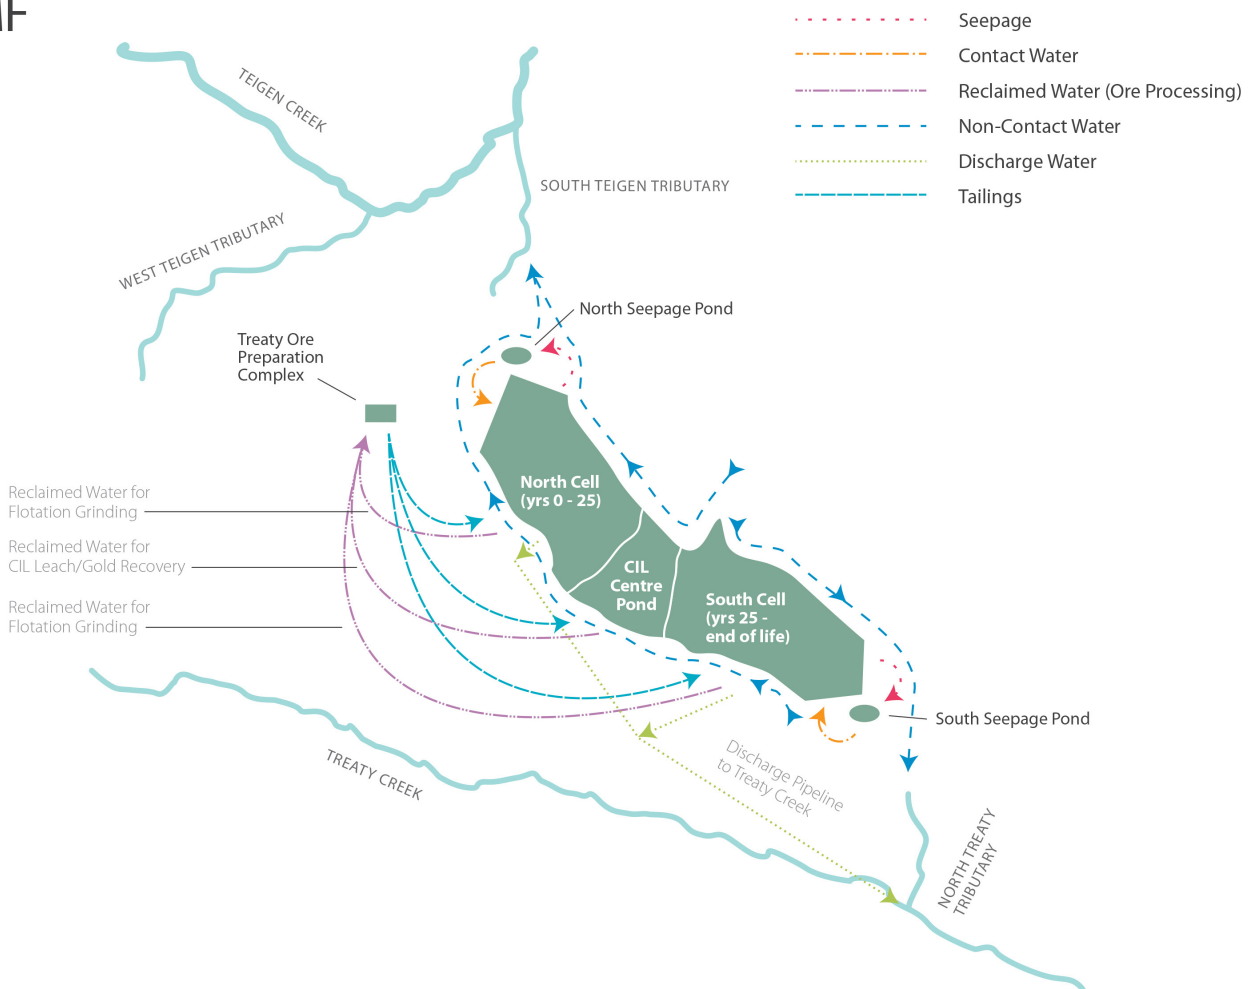 Seepage
Contact Water
Reclaimed Water (Ore Processing)
Non-Contact Water
Discharge Water
Tailings
TEIGEN CREEK
SOUTH TEIGEN TRIBUTARY
WEST TEIGEN TRIBUTARY
North Seepage Pond
Treaty Ore
Preparation
Complex
North Cell
(yrs 0 - 25)
Reclaimed Water for
Flotation Grinding
Reclaimed Water for
CIL Leach/Gold Recovery
Reclaimed Water for
Flotation Grinding
CIL
Centre
Pond
South Cell
(yrs 25 -
end of life)
South Seepage Pond
Discharge Pipeline
to Treaty Creek
TREATY CREEK
NORTH TREATY
TRIBUTARY